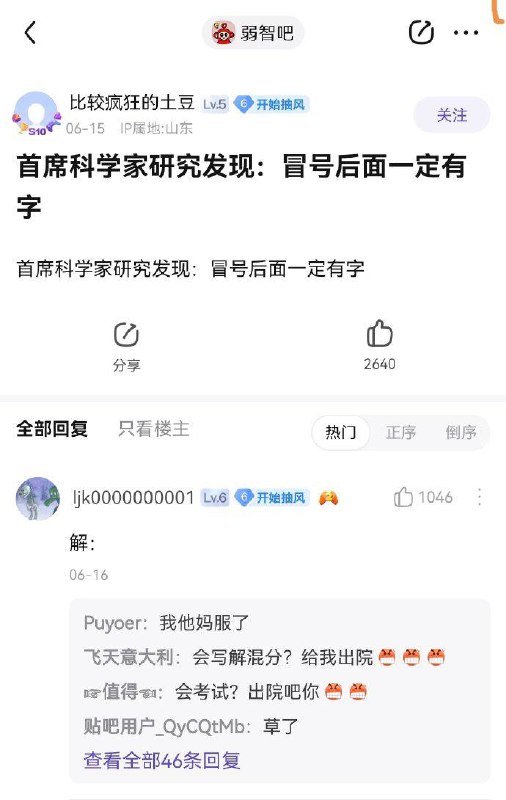 弱智吧
比较疯狂的土豆 Lv.5 6 开始抽风
S10
06-15 IP属地:山东
关注
首席科学家研究发现：冒号后面一定有
字
首席科学家研究发现：冒号后面一定有字
分享
2640
全部回复 只看楼主 热门 正序 倒序
ljk0000000001 Lv.6 6 开始抽风 1046
解：
06-16
Puyoer：我他妈服了
飞天意大利：会写解混分？给我出院😷😷😷
☞值得☜：会考试？出院吧你😷😷
贴吧用户_QyCQtMb：草了
查看全部46条回复